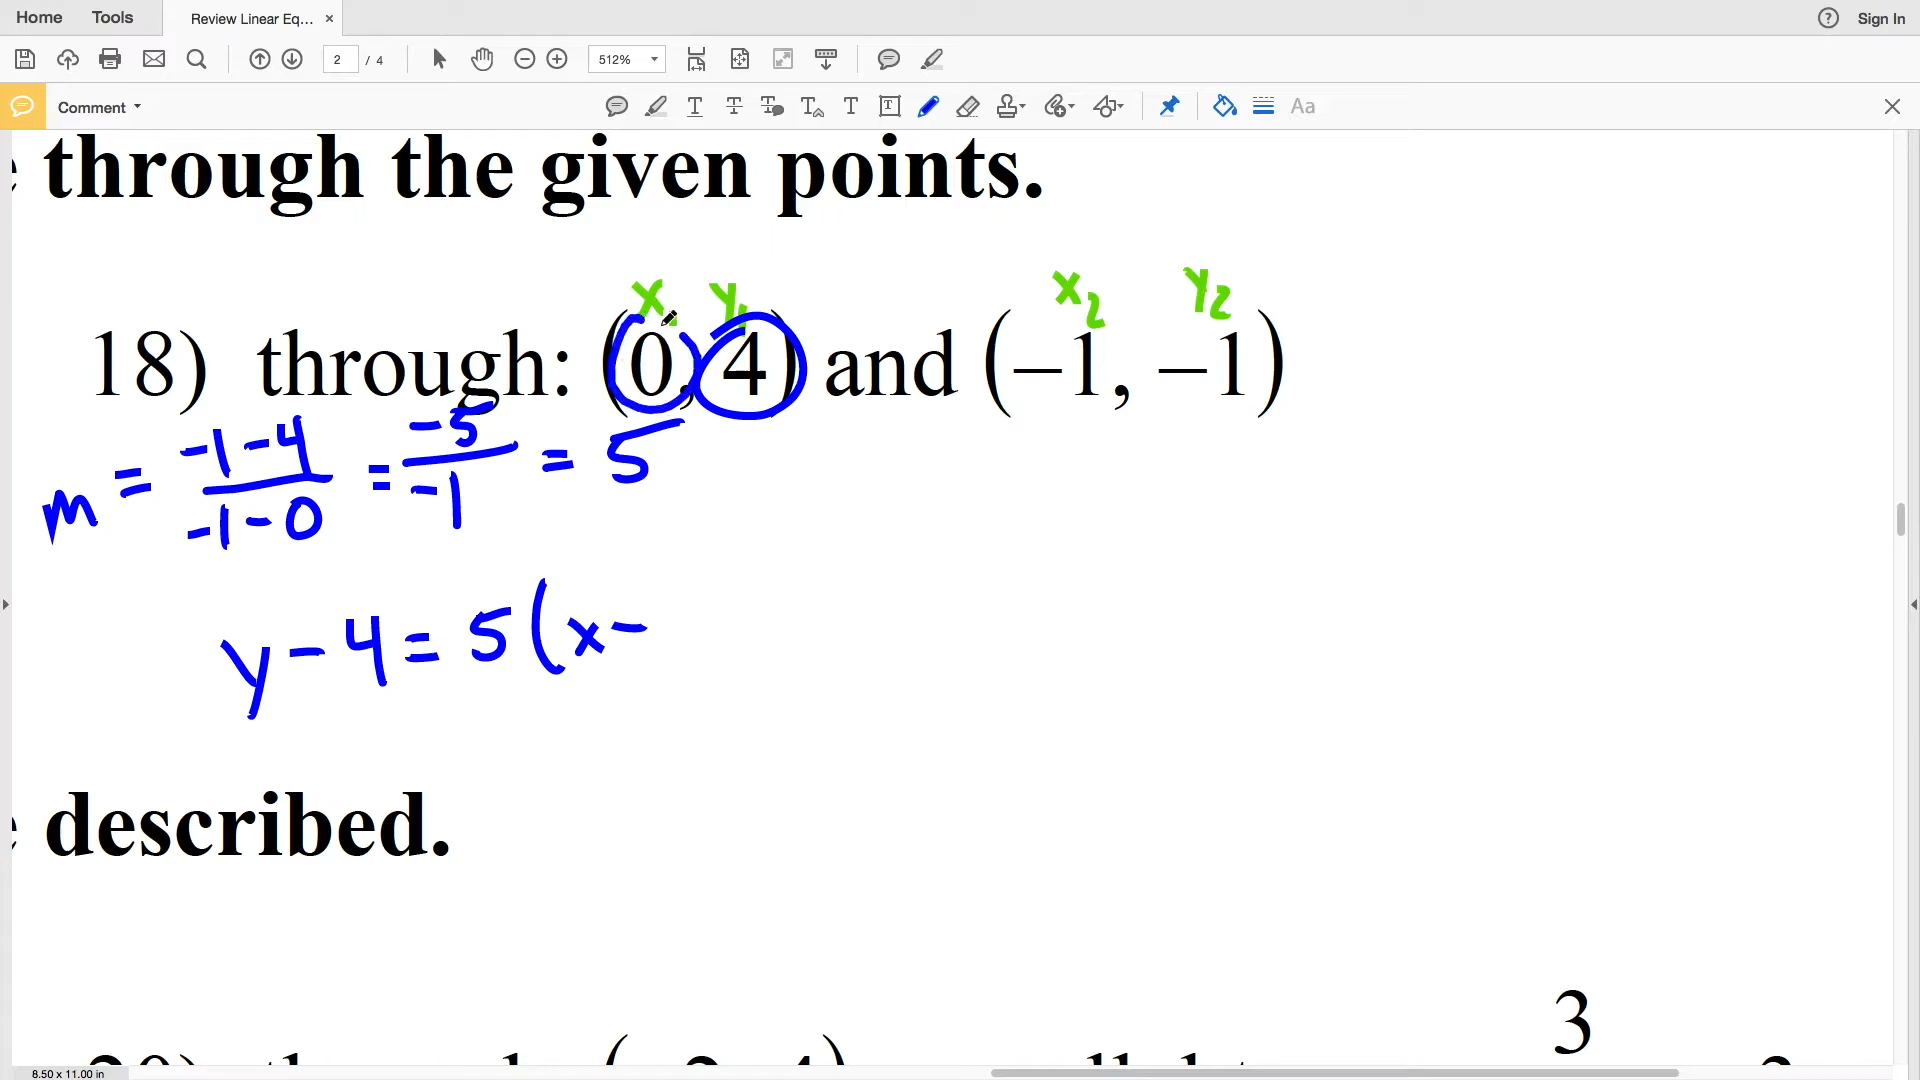 Home Tools Review Linear Eq... × Sign In
2 / 4 512%
Comment Aa
through the given points.
x₁ y₁ x₂ y₂
18) through: (0, 4) and (–1, –1)
m = -1-4/-1-0 = -5/-1 = 5
y - 4 = 5(x -
described.
3
8.50 x 11.00 in